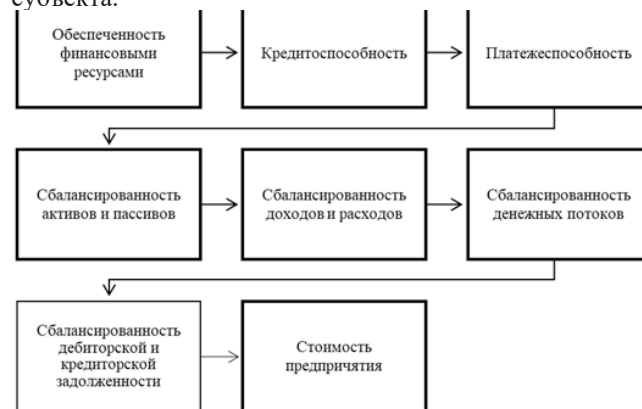 субъекта.
Обеспеченность
финансовыми
ресурсами
Кредитоспособность
Платежеспособность
Сбалансированность
активов и пассивов
Сбалансированность
доходов и расходов
Сбалансированность
денежных потоков
Сбалансированность
дебиторской и
кредиторской
задолженности
Стоимость
предприятия